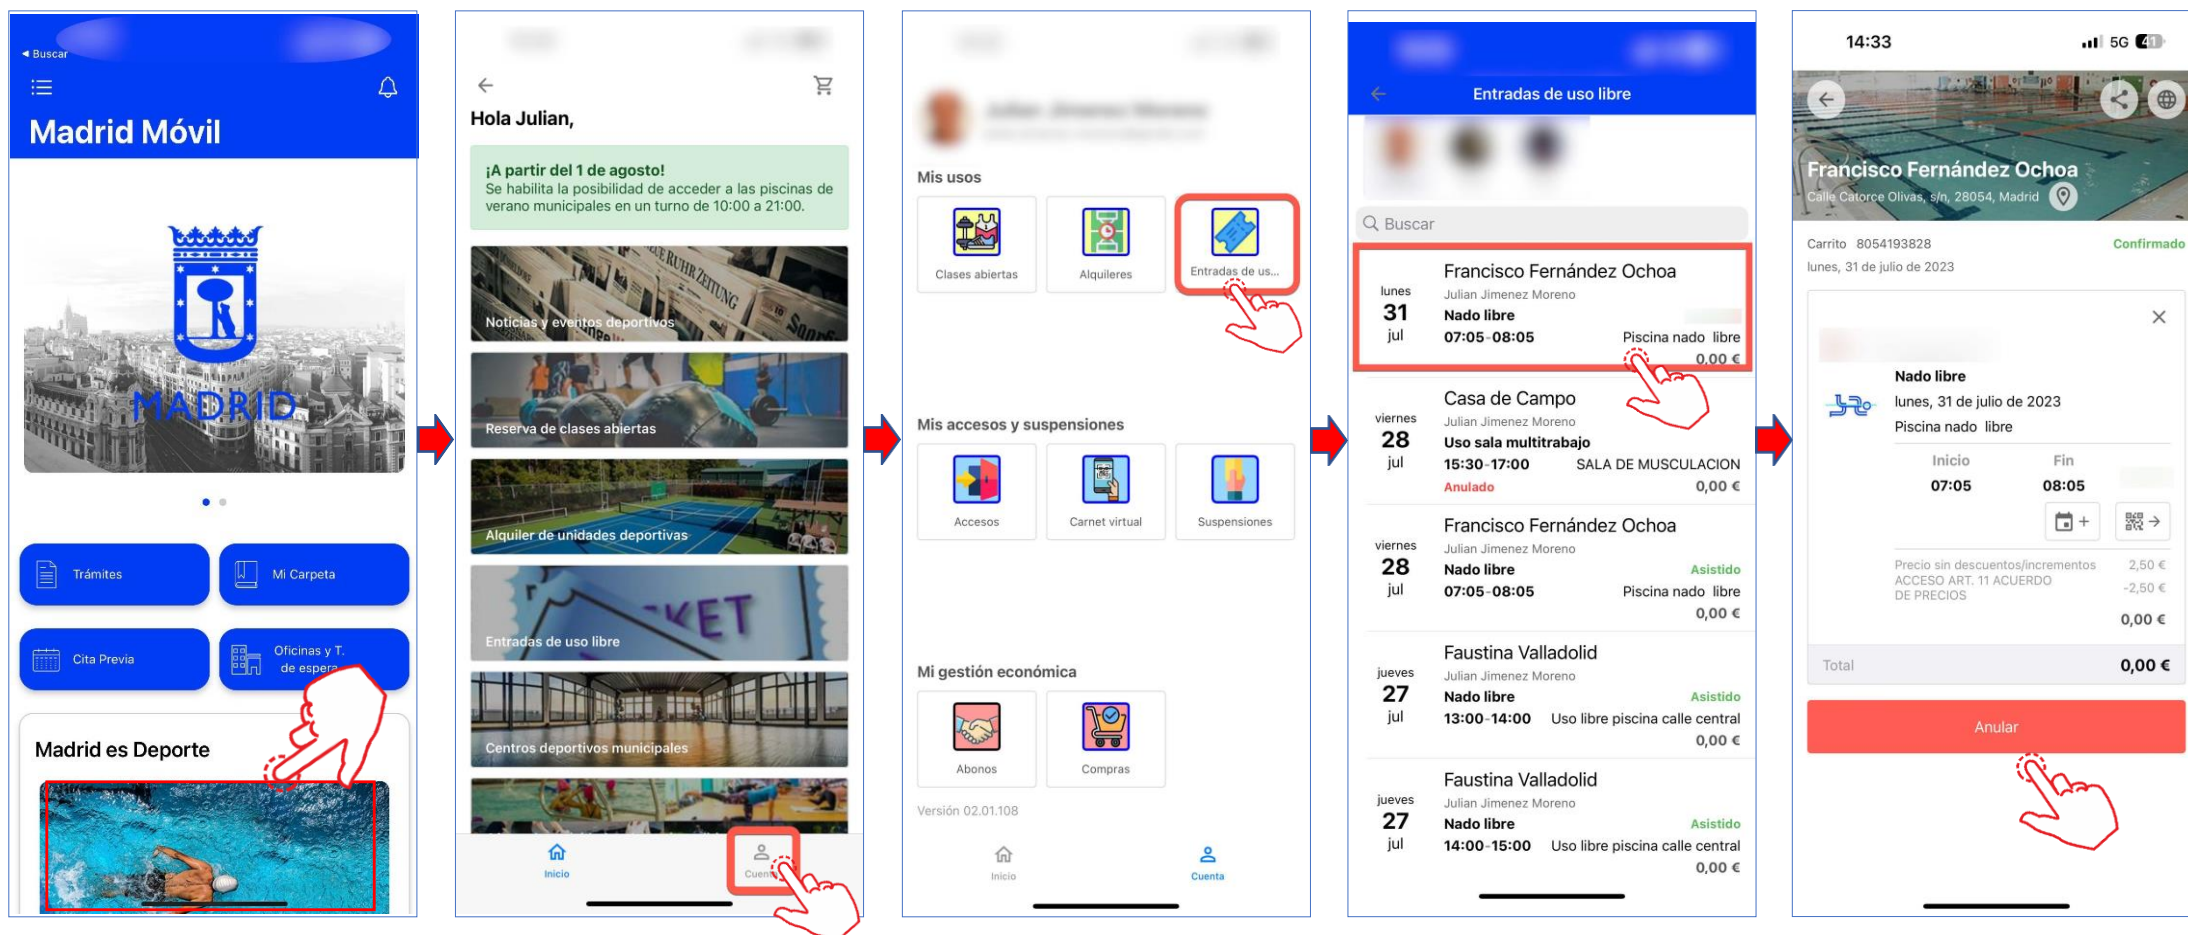 ◄ Buscar
Madrid Móvil
MADRID
Trámites
Mi Carpeta
Cita Previa
Oficinas y T.
de espera
Madrid es Deporte
Hola Julian,
¡A partir del 1 de agosto!
Se habilita la posibilidad de acceder a las piscinas de
verano municipales en un turno de 10:00 a 21:00.
RUHR ZEITUNG
Noticias y eventos deportivos
Reserva de clases abiertas
Alquiler de unidades deportivas
Entradas de uso libre
Centros deportivos municipales
Inicio
Cuenta
Julian Jimenez Moreno
Mis usos
Clases abiertas
Alquileres
Entradas de us...
Mis accesos y suspensiones
Accesos
Carnet virtual
Suspensiones
Mi gestión económica
Abonos
Compras
Versión 02.01.108
Inicio
Cuenta
Entradas de uso libre
Buscar
Francisco Fernández Ochoa
lunes
31
jul
Julian Jimenez Moreno
Nado libre
07:05-08:05 Piscina nado libre
0,00 €
Casa de Campo
viernes
28
jul
Julian Jimenez Moreno
Uso sala multitrabajo
15:30-17:00 SALA DE MUSCULACION
Anulado 0,00 €
Francisco Fernández Ochoa
viernes
28
jul
Julian Jimenez Moreno
Nado libre Asistido
07:05-08:05 Piscina nado libre
0,00 €
Faustina Valladolid
jueves
27
jul
Julian Jimenez Moreno
Nado libre Asistido
13:00-14:00 Uso libre piscina calle central
0,00 €
Faustina Valladolid
jueves
27
jul
Julian Jimenez Moreno
Nado libre Asistido
14:00-15:00 Uso libre piscina calle central
0,00 €
14:33 5G 41
Francisco Fernández Ochoa
Calle Catorce Olivas, s/n, 28054, Madrid
Carrito 8054193828 Confirmado
lunes, 31 de julio de 2023
Nado libre
lunes, 31 de julio de 2023
Piscina nado libre
Inicio Fin
07:05 08:05
Precio sin descuentos/incrementos 2,50 €
ACCESO ART. 11 ACUERDO
DE PRECIOS -2,50 €
0,00 €
Total 0,00 €
Anular